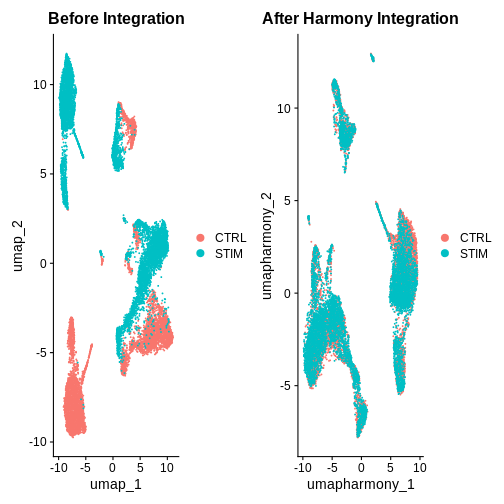 Before Integration
After Harmony Integration
umap_2
10
5
0
-5
-10
-10
-5
0
5
10
umap_1
CTRL
STIM
umapharmony_2
10
5
0
-5
-10
-5
0
5
10
umapharmony_1
CTRL
STIM